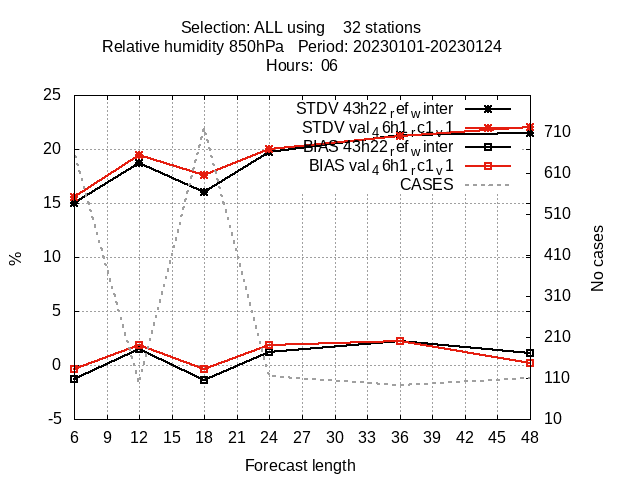 Selection: ALL using    32 stations
Relative humidity 850hPa   Period: 20230101-20230124
Hours:  06
STDV 43h22_ref_winter
STDV val_46h1_rc1_v1
BIAS 43h22_ref_winter
BIAS val_46h1_rc1_v1
CASES
25
20
15
10
5
0
-5
%
710
610
510
410
310
210
110
10
No cases
6 9 12 15 18 21 24 27 30 33 36 39 42 45 48
Forecast length